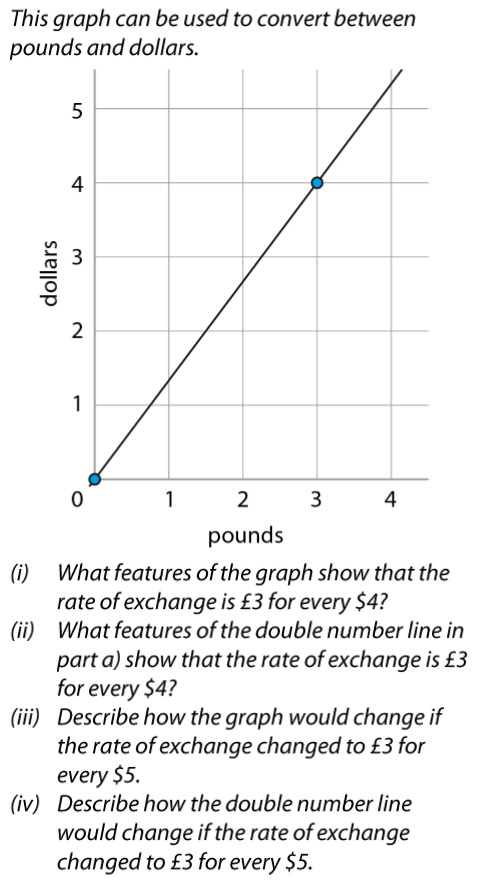 This graph can be used to convert between
pounds and dollars.
5
4
3
2
1
0
dollars
1 2 3 4
pounds
(i) What features of the graph show that the
rate of exchange is £3 for every $4?
(ii) What features of the double number line in
part a) show that the rate of exchange is £3
for every $4?
(iii) Describe how the graph would change if
the rate of exchange changed to £3 for
every $5.
(iv) Describe how the double number line
would change if the rate of exchange
changed to £3 for every $5.